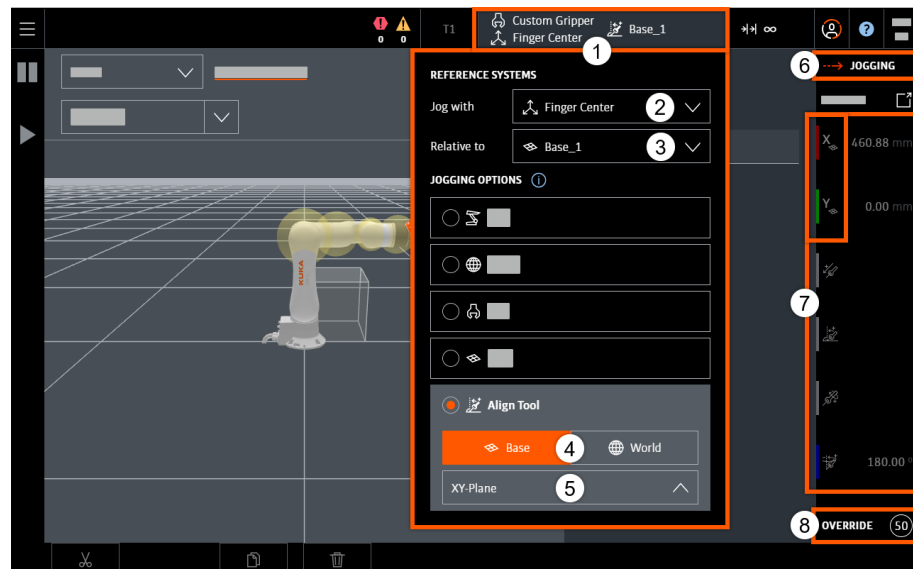 0 0
T1
Custom Gripper
Finger Center
Base_1
∞
?
1
6
JOGGING
REFERENCE SYSTEMS
Jog with
Finger Center
2
Relative to
Base_1
3
JOGGING OPTIONS i
X
460.88 mm
Y
0.00 mm
KUKA
7
Align Tool
Base
4
World
XY-Plane
5
180.00 °
8
OVERRIDE
50